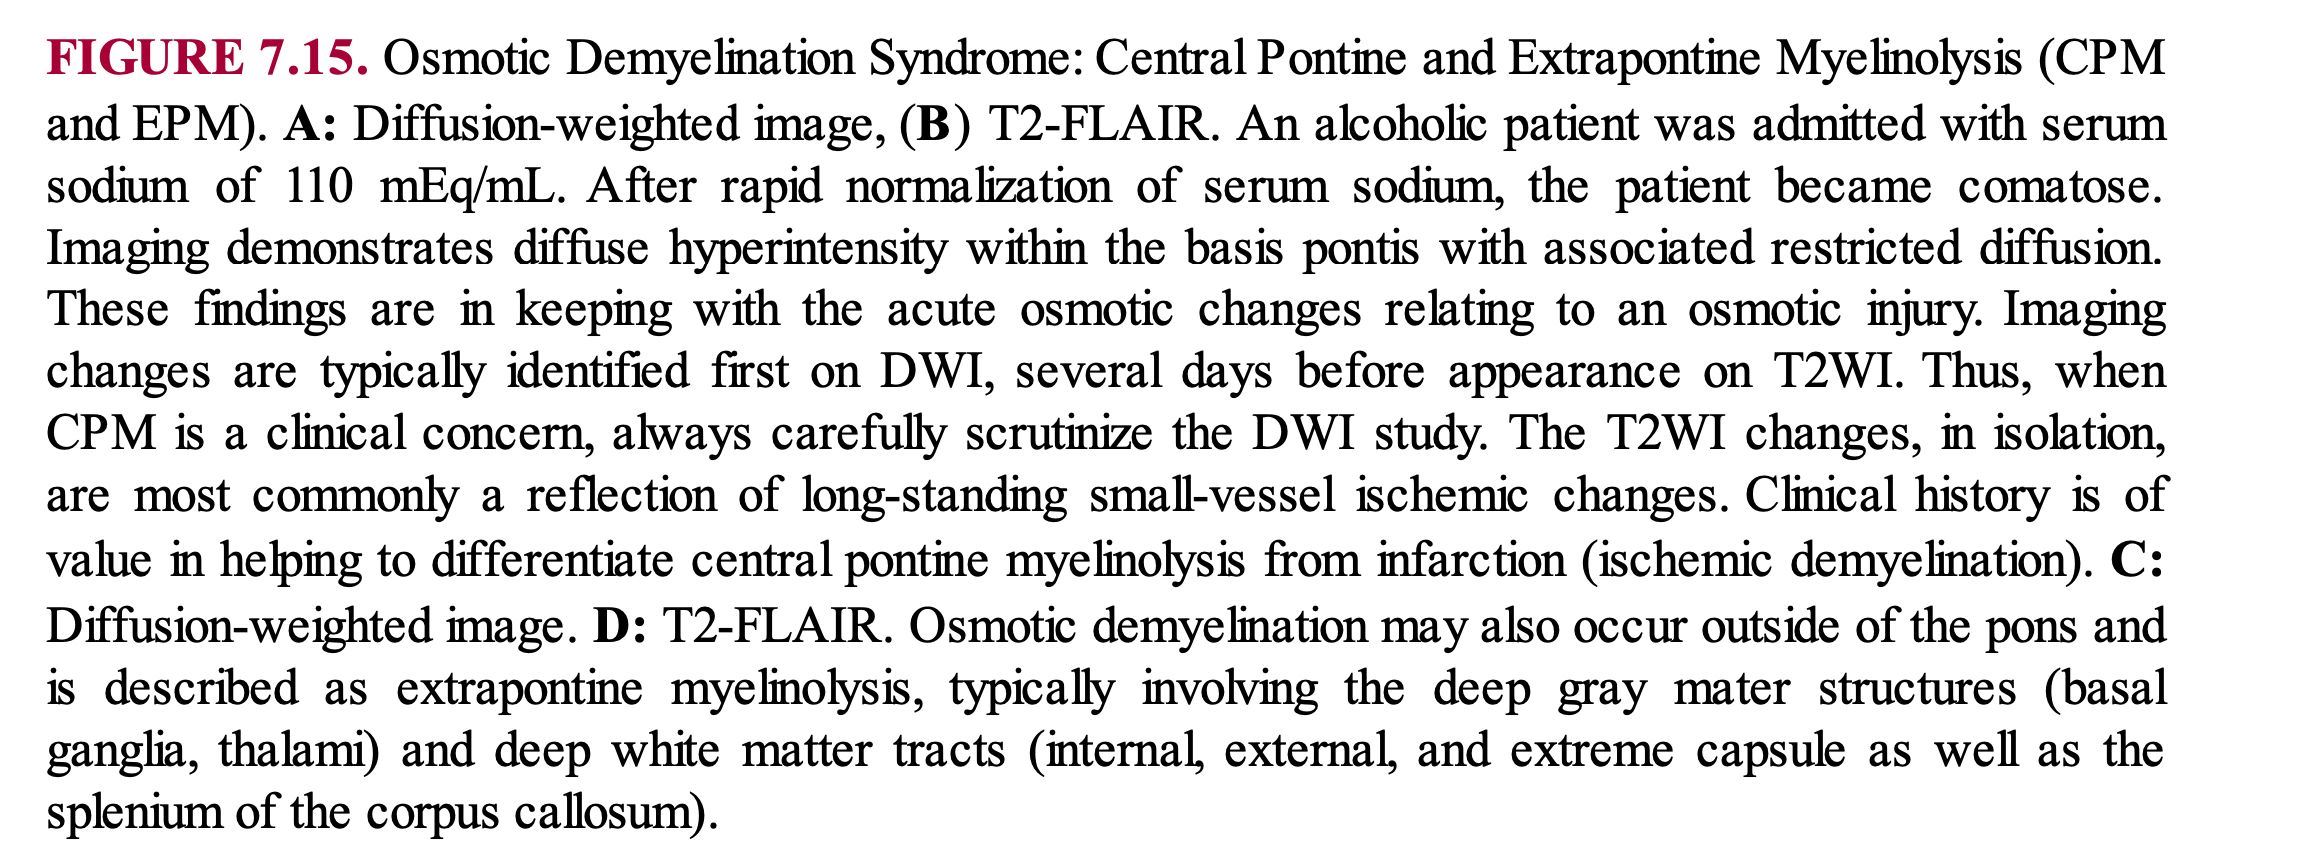 FIGURE 7.15. Osmotic Demyelination Syndrome: Central Pontine and Extrapontine Myelinolysis (CPM
and EPM). A: Diffusion-weighted image, (B) T2-FLAIR. An alcoholic patient was admitted with serum
sodium of 110 mEq/mL. After rapid normalization of serum sodium, the patient became comatose.
Imaging demonstrates diffuse hyperintensity within the basis pontis with associated restricted diffusion.
These findings are in keeping with the acute osmotic changes relating to an osmotic injury. Imaging
changes are typically identified first on DWI, several days before appearance on T2WI. Thus, when
CPM is a clinical concern, always carefully scrutinize the DWI study. The T2WI changes, in isolation,
are most commonly a reflection of long-standing small-vessel ischemic changes. Clinical history is of
value in helping to differentiate central pontine myelinolysis from infarction (ischemic demyelination). C:
Diffusion-weighted image. D: T2-FLAIR. Osmotic demyelination may also occur outside of the pons and
is described as extrapontine myelinolysis, typically involving the deep gray mater structures (basal
ganglia, thalami) and deep white matter tracts (internal, external, and extreme capsule as well as the
splenium of the corpus callosum).